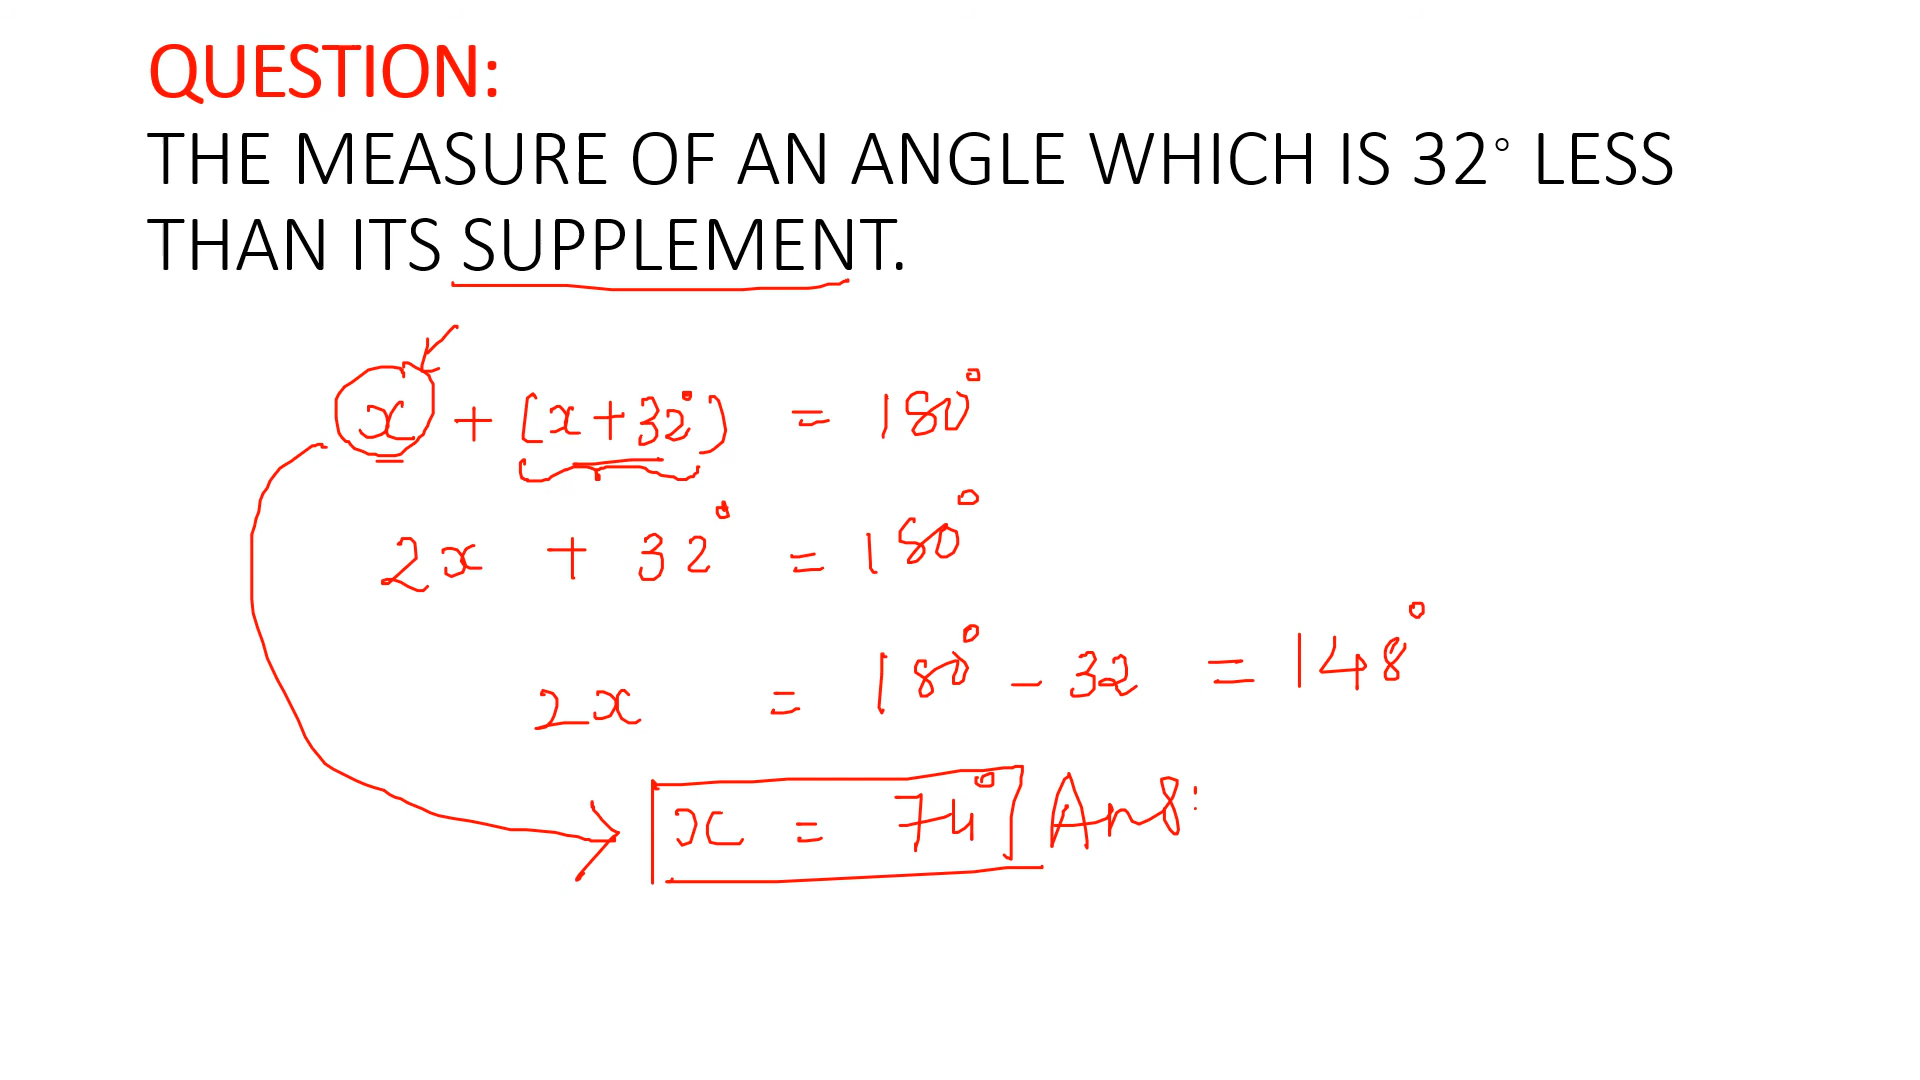 QUESTION:
THE MEASURE OF AN ANGLE WHICH IS 32° LESS
THAN ITS SUPPLEMENT.
x + (x + 32°) = 180°
2x + 32° = 180°
2x = 180° - 32 = 148°
x = 74° Ans: